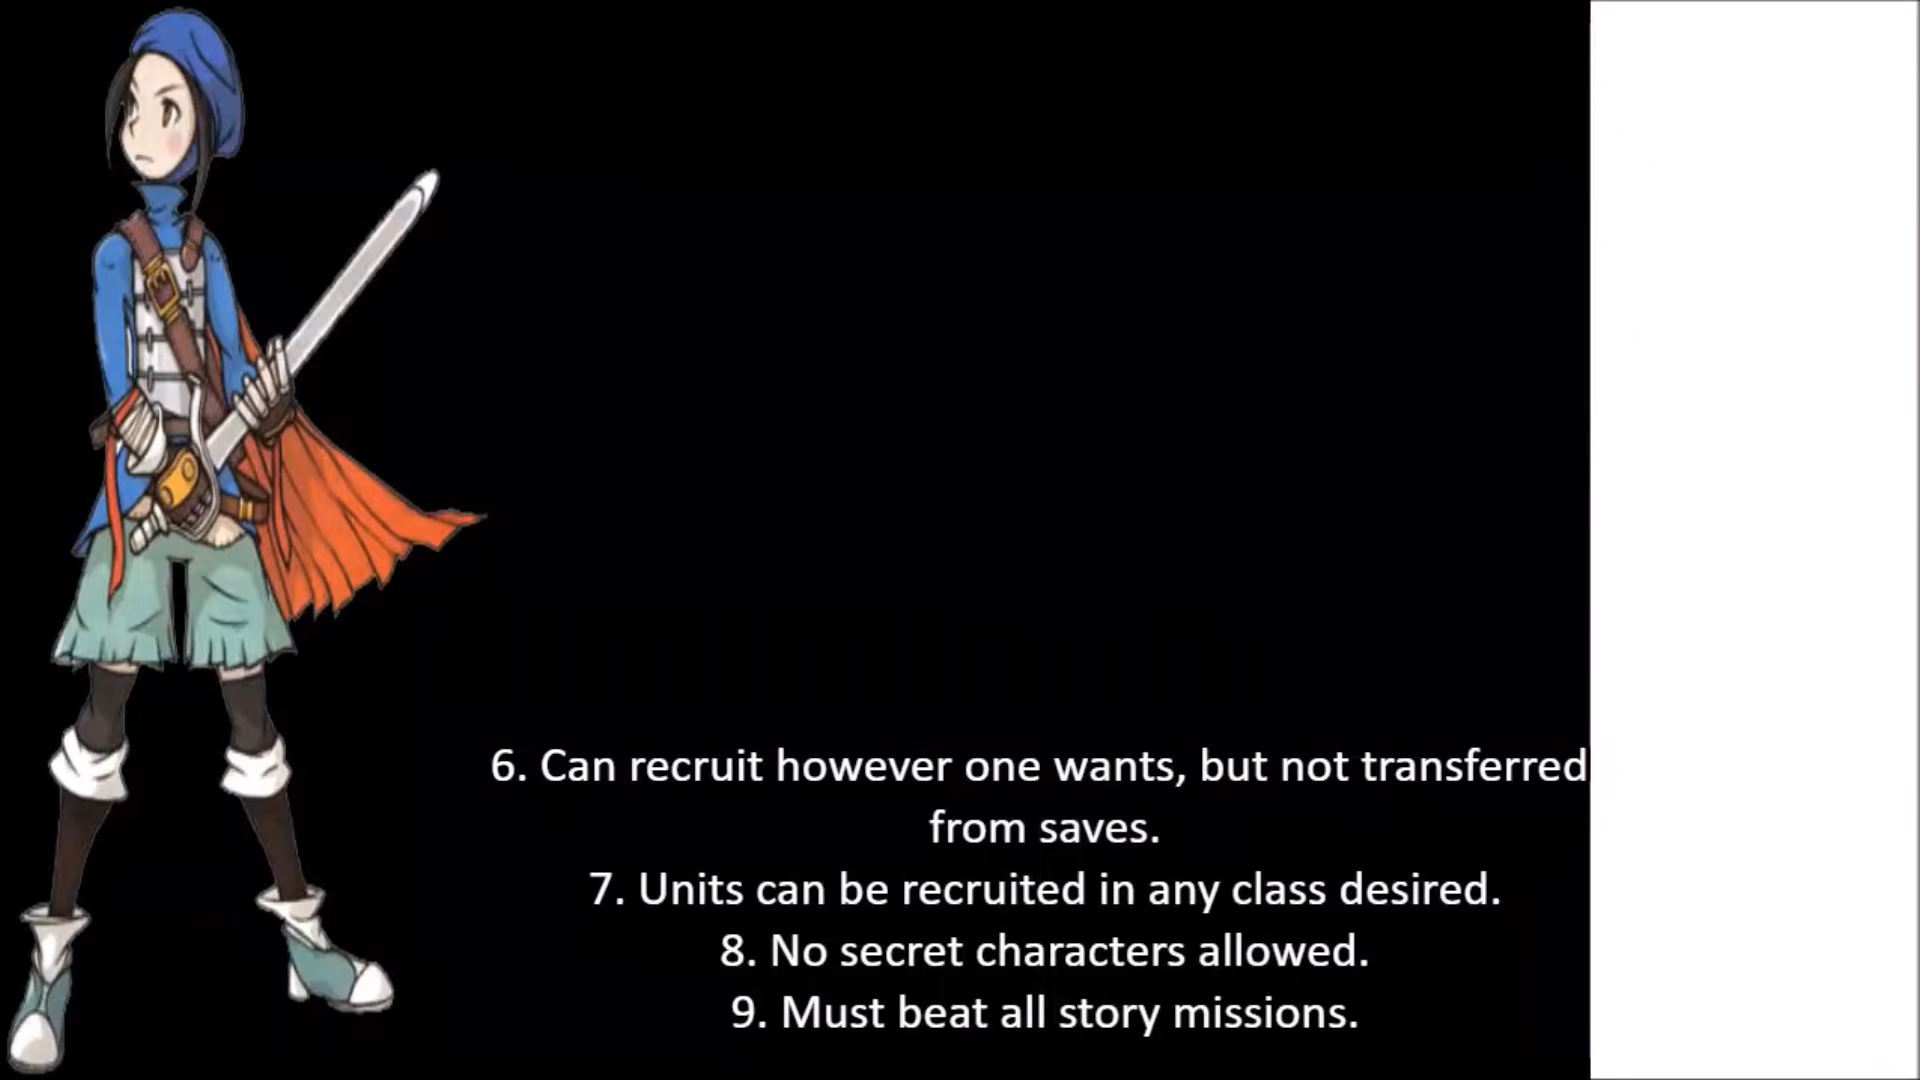 6. Can recruit however one wants, but not transferred
from saves.
7. Units can be recruited in any class desired.
8. No secret characters allowed.
9. Must beat all story missions.